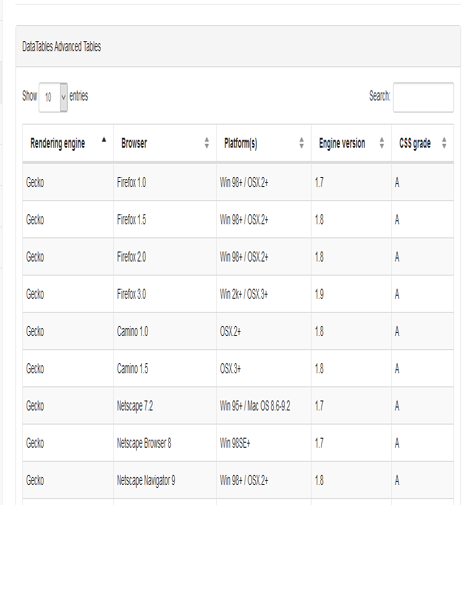 DataTables Advanced Tables
Show 10 entries Search:
Rendering engine Browser Platform(s) Engine version CSS grade
Gecko Firefox 1.0 Win 98+ / OSX.2+ 1.7 A
Gecko Firefox 1.5 Win 98+ / OSX.2+ 1.8 A
Gecko Firefox 2.0 Win 98+ / OSX.2+ 1.8 A
Gecko Firefox 3.0 Win 2k+ / OSX.3+ 1.9 A
Gecko Camino 1.0 OSX.2+ 1.8 A
Gecko Camino 1.5 OSX.3+ 1.8 A
Gecko Netscape 7.2 Win 95+ / Mac OS 8.6-9.2 1.7 A
Gecko Netscape Browser 8 Win 98SE+ 1.7 A
Gecko Netscape Navigator 9 Win 98+ / OSX.2+ 1.8 A